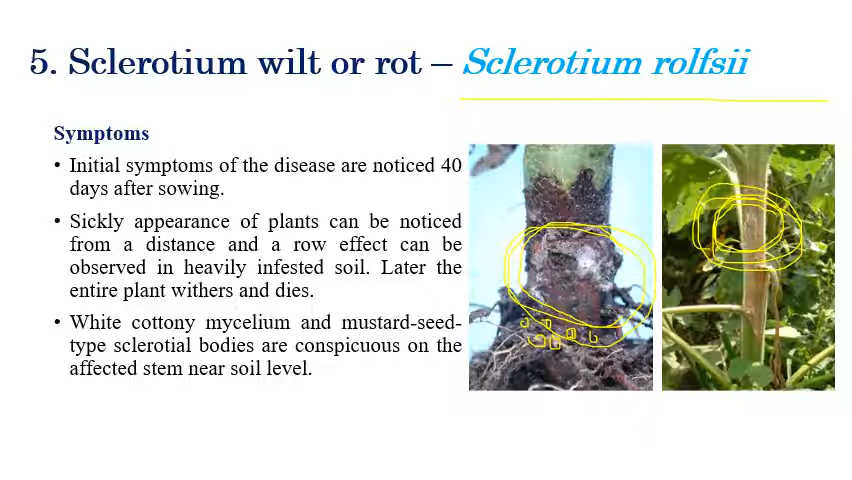 5. Sclerotium wilt or rot – Sclerotium rolfsii
Symptoms
• Initial symptoms of the disease are noticed 40
days after sowing.
• Sickly appearance of plants can be noticed
from a distance and a row effect can be
observed in heavily infested soil. Later the
entire plant withers and dies.
• White cottony mycelium and mustard-seed-
type sclerotial bodies are conspicuous on the
affected stem near soil level.